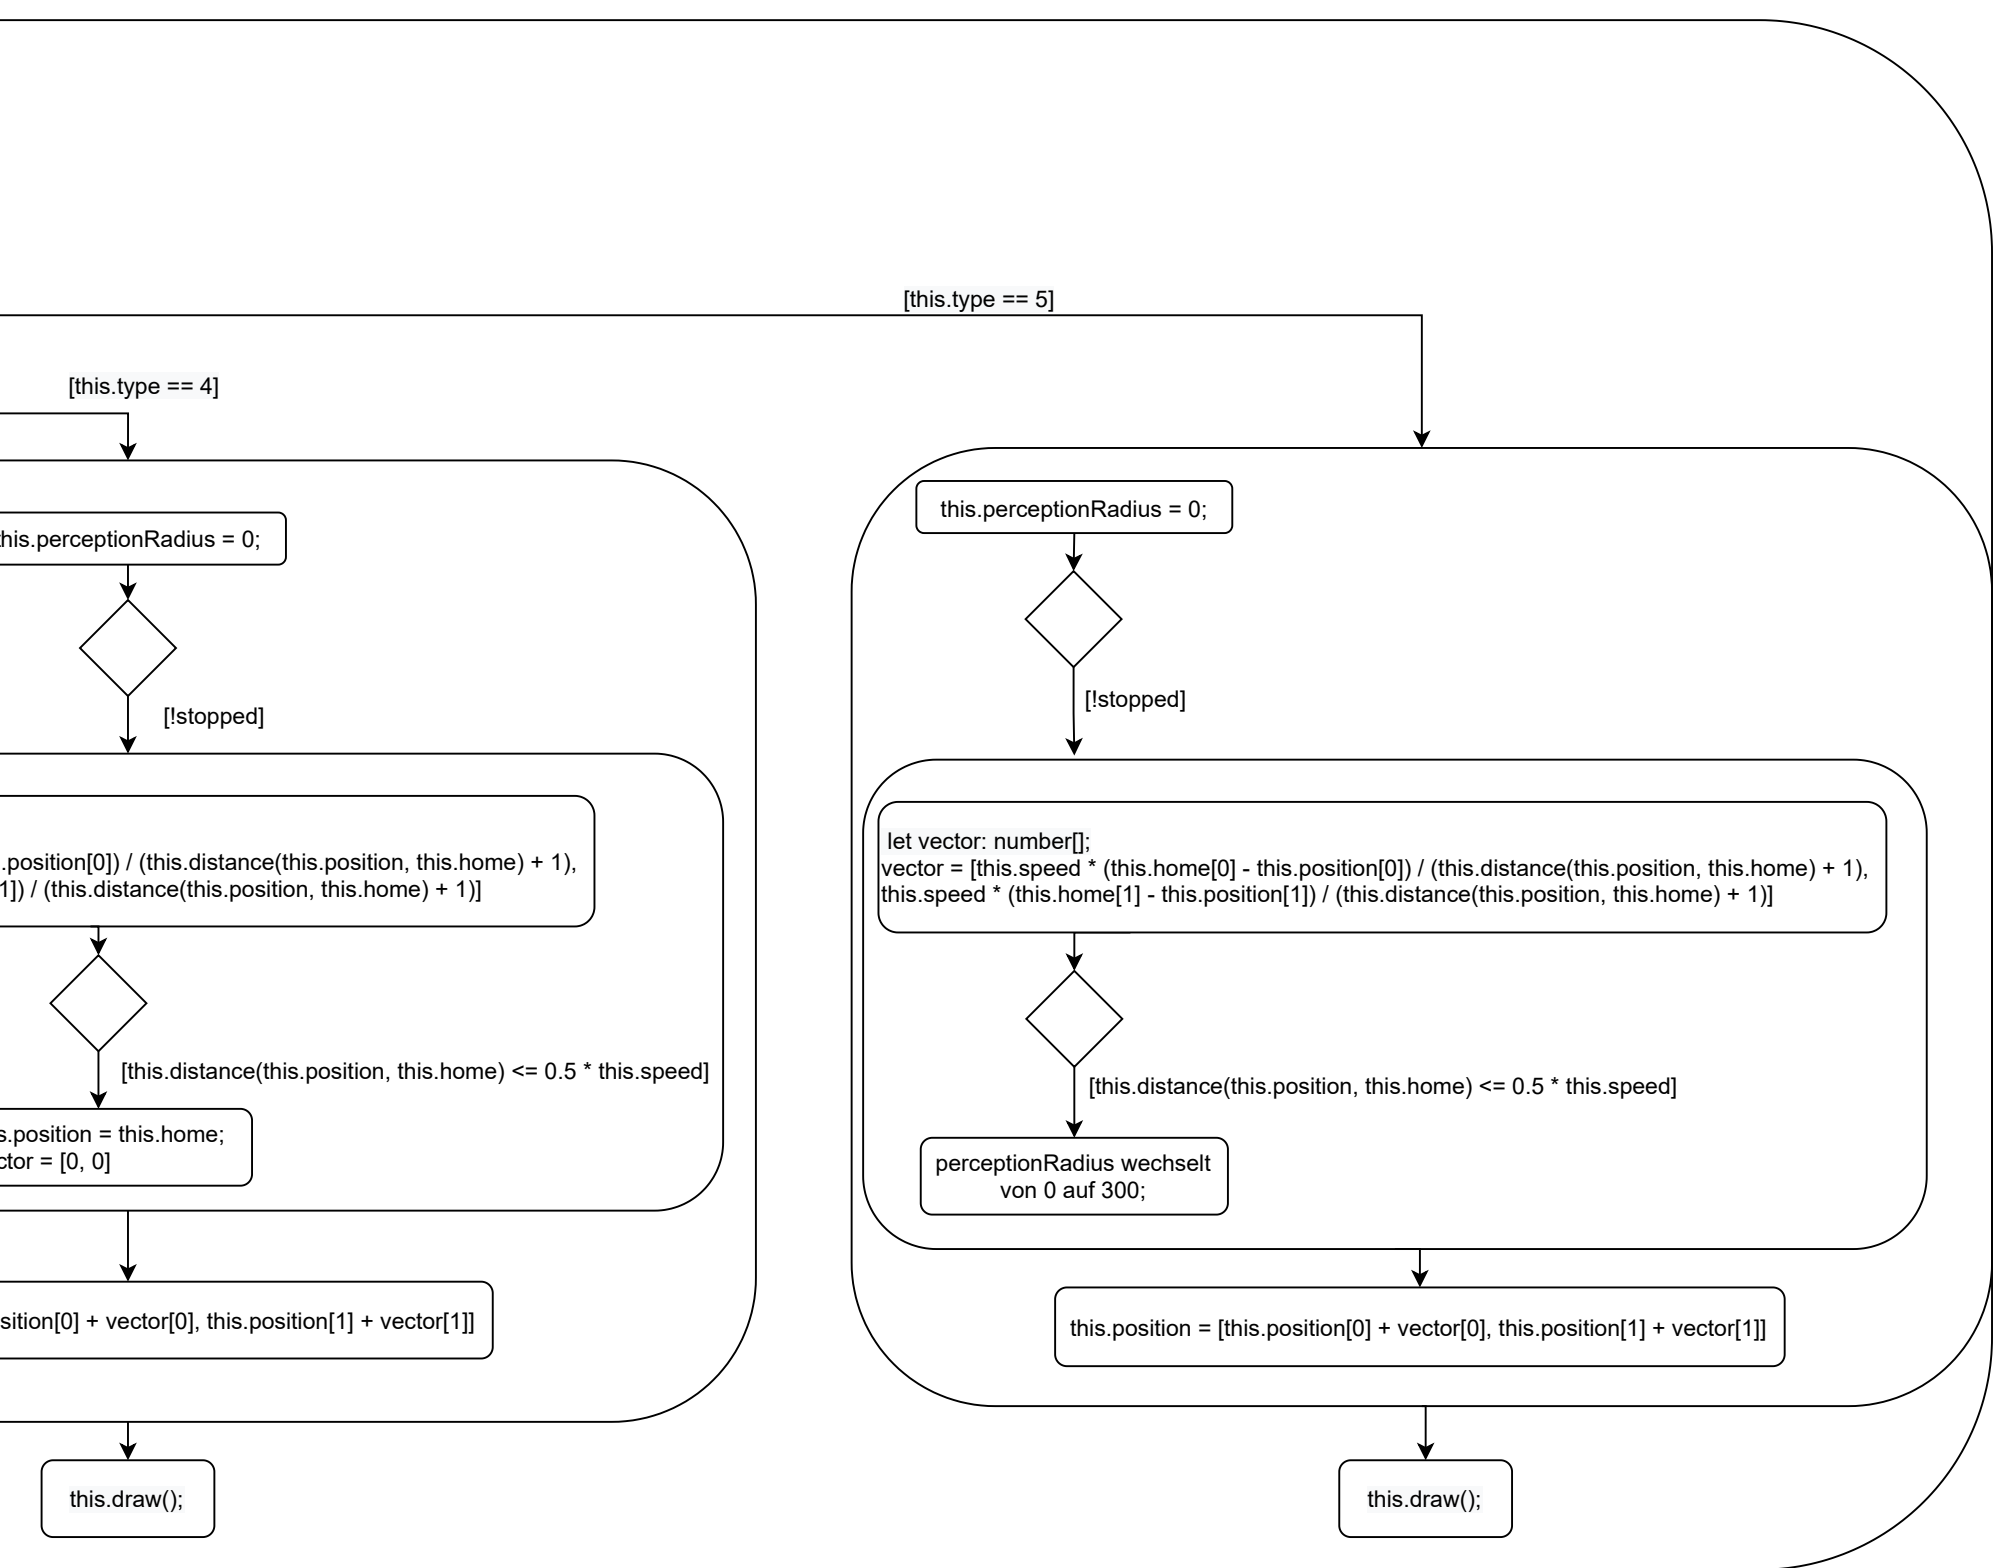 [this.type == 5]
[this.type == 4]
this.perceptionRadius = 0;
[!stopped]
.position[0]) / (this.distance(this.position, this.home) + 1),
1]) / (this.distance(this.position, this.home) + 1)]
[this.distance(this.position, this.home) <= 0.5 * this.speed]
s.position = this.home;
ctor = [0, 0]
sition[0] + vector[0], this.position[1] + vector[1]]
this.draw();
this.perceptionRadius = 0;
[!stopped]
let vector: number[];
vector = [this.speed * (this.home[0] - this.position[0]) / (this.distance(this.position, this.home) + 1),
this.speed * (this.home[1] - this.position[1]) / (this.distance(this.position, this.home) + 1)]
[this.distance(this.position, this.home) <= 0.5 * this.speed]
perceptionRadius wechselt
von 0 auf 300;
this.position = [this.position[0] + vector[0], this.position[1] + vector[1]]
this.draw();